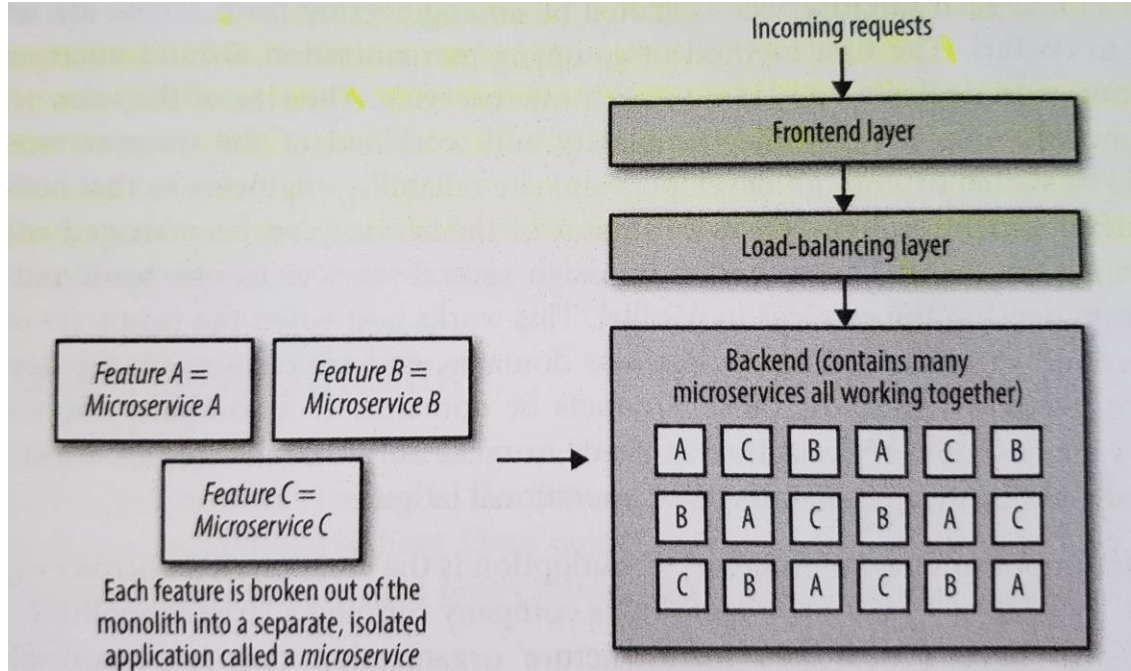 Incoming requests
Frontend layer
Load-balancing layer
Backend (contains many
microservices all working together)
A C B A C B
B A C B A C
C B A C B A
Feature A =
Microservice A
Feature B =
Microservice B
Feature C =
Microservice C
Each feature is broken out of the
monolith into a separate, isolated
application called a microservice